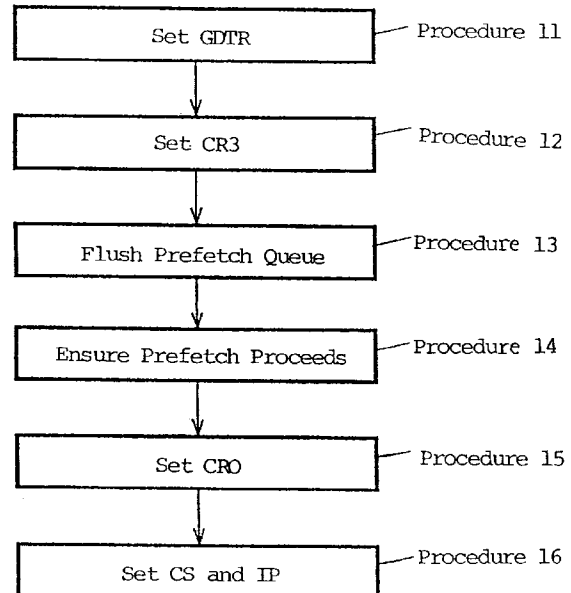 Set GDTR
Procedure 11
Set CR3
Procedure 12
Flush Prefetch Queue
Procedure 13
Ensure Prefetch Proceeds
Procedure 14
Set CRO
Procedure 15
Set CS and IP
Procedure 16